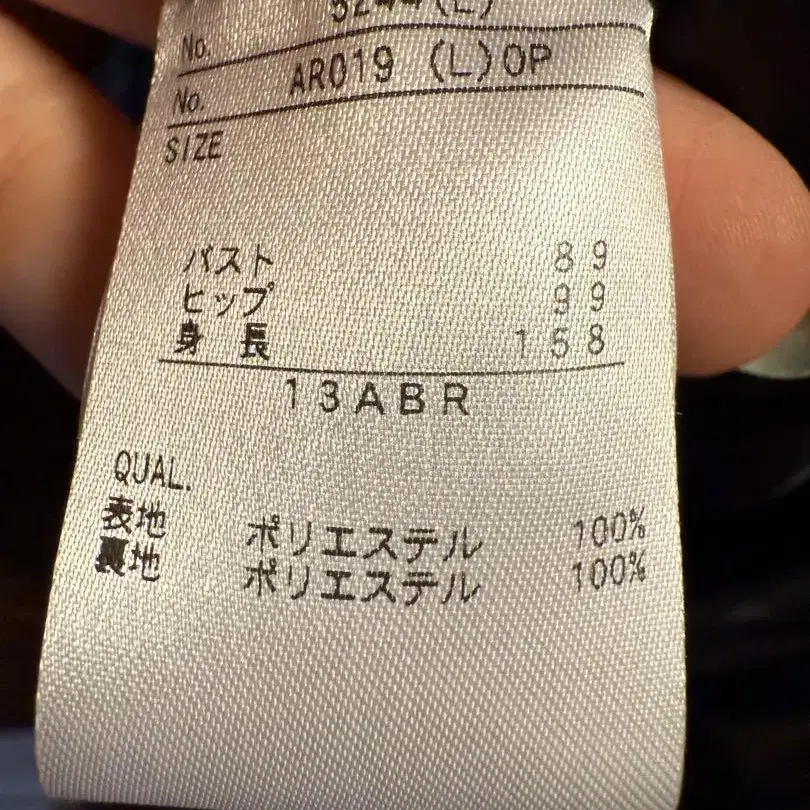 No.
No. AR019 (L)OP
SIZE
バスト 89
ヒップ 99
身 長 158
13ABR
QUAL.
表地 ポリエステル 100%
裏地 ポリエステル 100%